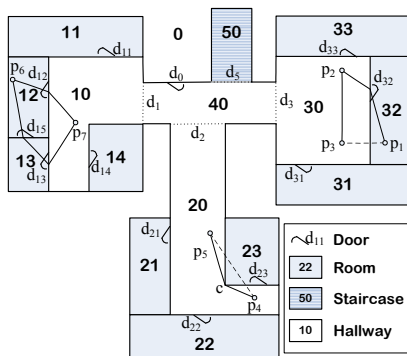 11
0
50
33
d11
d33
p6
d12
12
10
d0
d5
p2
d32
d1
40
d3
30
32
d15
p7
d2
p3
p1
13
d13
14
d14
d31
31
20
d21
p5
23
d11 Door
21
d23
22 Room
c
p4
50 Staircase
d22
22
10 Hallway